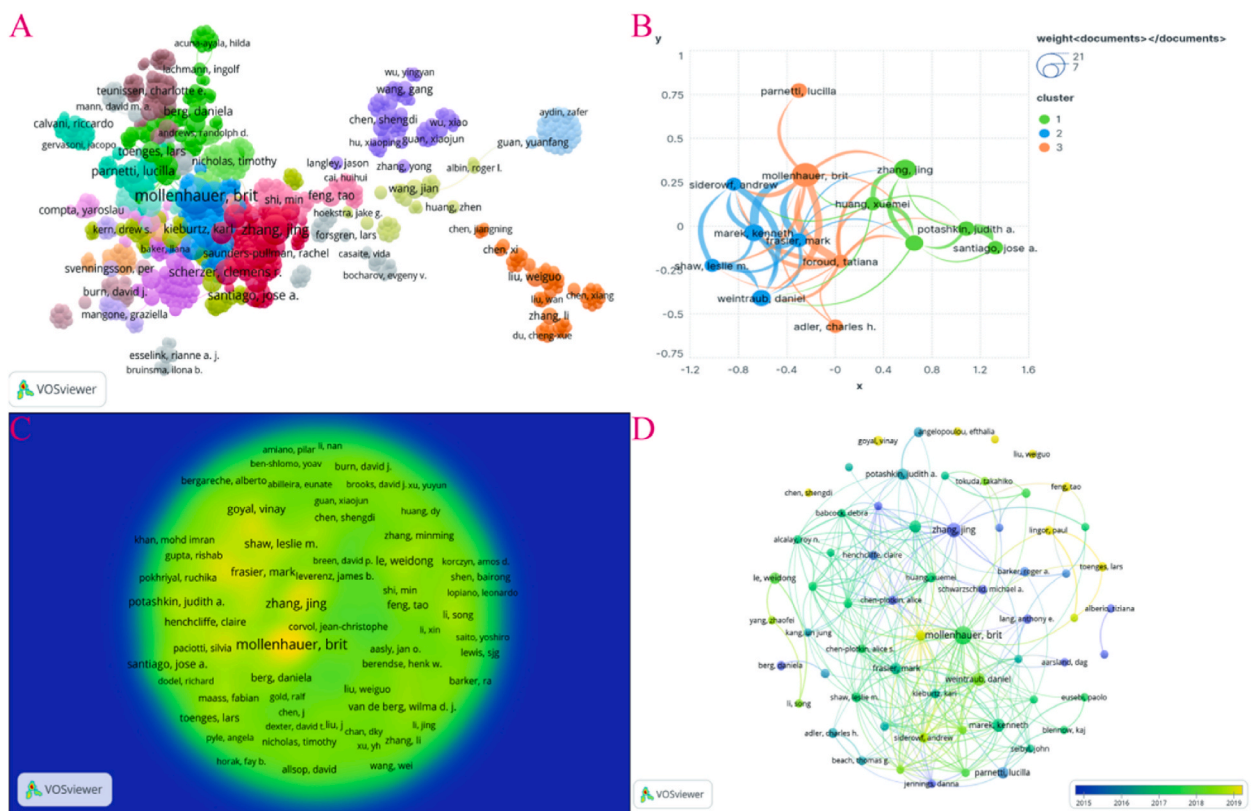 A
acuna-ayala, hilda
lachmann, ingolf
teunissen, charlotte e.
mann, david m. a.
berg, daniela
calvani, riccardo
andrews, randolph d.
gervasoni, jacopo
toenges, lars
parnetti, lucilla
nicholas, timothy
mollenhauer, brit
shi, min
feng, tao
compta, yaroslau
kern, drew s.
kieburtz, karl
zhang, jing
baker, liana
saunders-pullman, rachel
svenningsson, per
scherzer, clemens r.
burn, david j.
santiago, jose a.
mangone, graziella
esselink, rianne a. j.
bruinsma, ilona b.
wu, yingyan
wang, gang
chen, shengdi
wu, xiao
hu, xiaoping
guan, xiaojun
langley, jason
zhang, yong
cai, huihui
albin, roger l.
wang, jian
hoekstra, jake g.
huang, zhen
forsgren, lars
casaite, vida
bocharov, evgeny v.
aydin, zafer
guan, yuanfang
chen, jiangning
chen, xi
liu, weiguo
liu, wan
chen, xiang
zhang, li
du, cheng-xue
VOSviewer
B
y
1
0.75
0.5
0.25
0
-0.25
-0.5
-0.75
-1.2
-0.8
-0.4
-0
0.4
0.8
1.2
1.6
x
parnetti, lucilla
mollenhauer, brit
zhang, jing
siderowf, andrew
huang, xuemei
marek, kenneth
frasier, mark
potashkin, judith a.
santiago, jose a.
shaw, leslie m.
foroud, tatiana
weintraub, daniel
adler, charles h.
weight<documents></documents>
21
7
cluster
1
2
3
C
amiano, pilar
li, nan
ben-shlomo, yoav
burn, david j.
bergareche, alberto
abilleira, eunate
brooks, david j.
xu, yuyun
guan, xiaojun
goyal, vinay
chen, shengdi
huang, dy
khan, mohd imran
shaw, leslie m.
zhang, minming
gupta, rishab
breen, david p.
le, weidong
korczyn, amos d.
pokhriyal, ruchika
frasier, mark
leverenz, james b.
shen, bairong
shi, min
lopiano, leonardo
potashkin, judith a.
zhang, jing
feng, tao
henchcliffe, claire
li, song
corvol, jean-christophe
li, xin
paciotti, silvia
mollenhauer, brit
saito, yoshiro
aasly, jan o.
lewis, sjg
santiago, jose a.
berendse, henk w.
dodel, richard
berg, daniela
barker, ra
maass, fabian
gold, ralf
liu, weiguo
van de berg, wilma d. j.
toenges, lars
chen, j
dexter, david t.
liu, j
chan, dky
li, jing
pyle, angela
nicholas, timothy
xu, yh
zhang, li
horak, fay b.
allsop, david
wang, wei
VOSviewer
D
angelopoulou, efthalia
goyal, vinay
liu, weiguo
potashkin, judith a.
tokuda, takahiko
feng, tao
chen, shengdi
babcock, debra
zhang, jing
lingor, paul
alcalay, roy n.
henchcliffe, claire
barker, roger a.
toenges, lars
le, weidong
huang, xuemei
schwarzschild, michael a.
chen-plotkin, alice
alberio, tiziana
yang, zhaofei
kang, un jung
lang, anthony e.
mollenhauer, brit
chen-plotkin, alice s.
aarsland, dag
berg, daniela
frasier, mark
weintraub, daniel
li, song
shaw, leslie m.
kieburtz, karl
eusebi, paolo
marek, kenneth
adler, charles h.
siderowf, andrew
blennow, kaj
seibyl, john
beach, thomas g.
parnetti, lucilla
jennings, danna
VOSviewer
2015
2016
2017
2018
2019